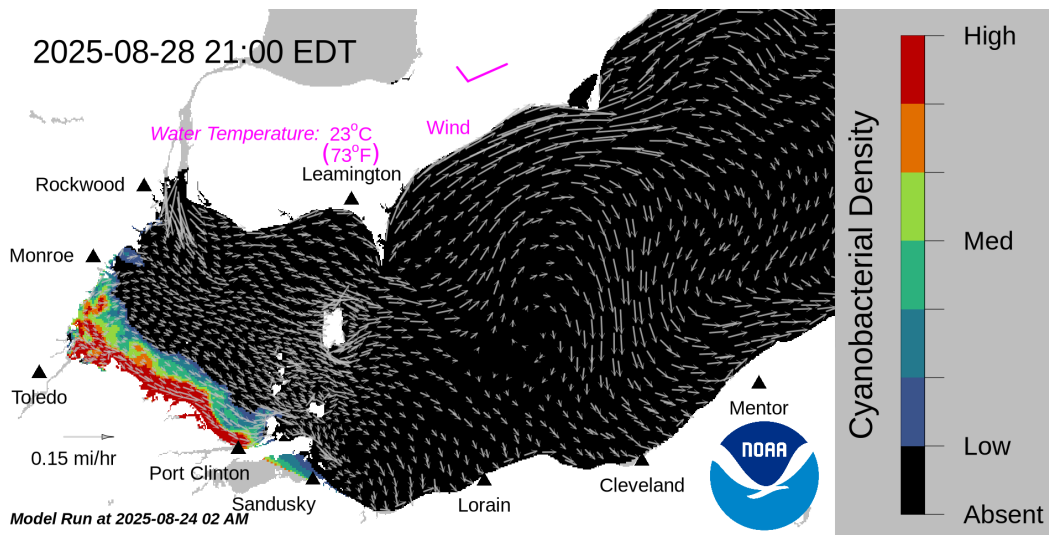 2025-08-28 21:00 EDT
Water Temperature: 23°C
(73°F)
Wind
Leamington
Rockwood
Monroe
Toledo
0.15 mi/hr
Port Clinton
Sandusky
Lorain
Cleveland
Mentor
NOAA
Model Run at 2025-08-24 02 AM
Cyanobacterial Density
High
Med
Low
Absent